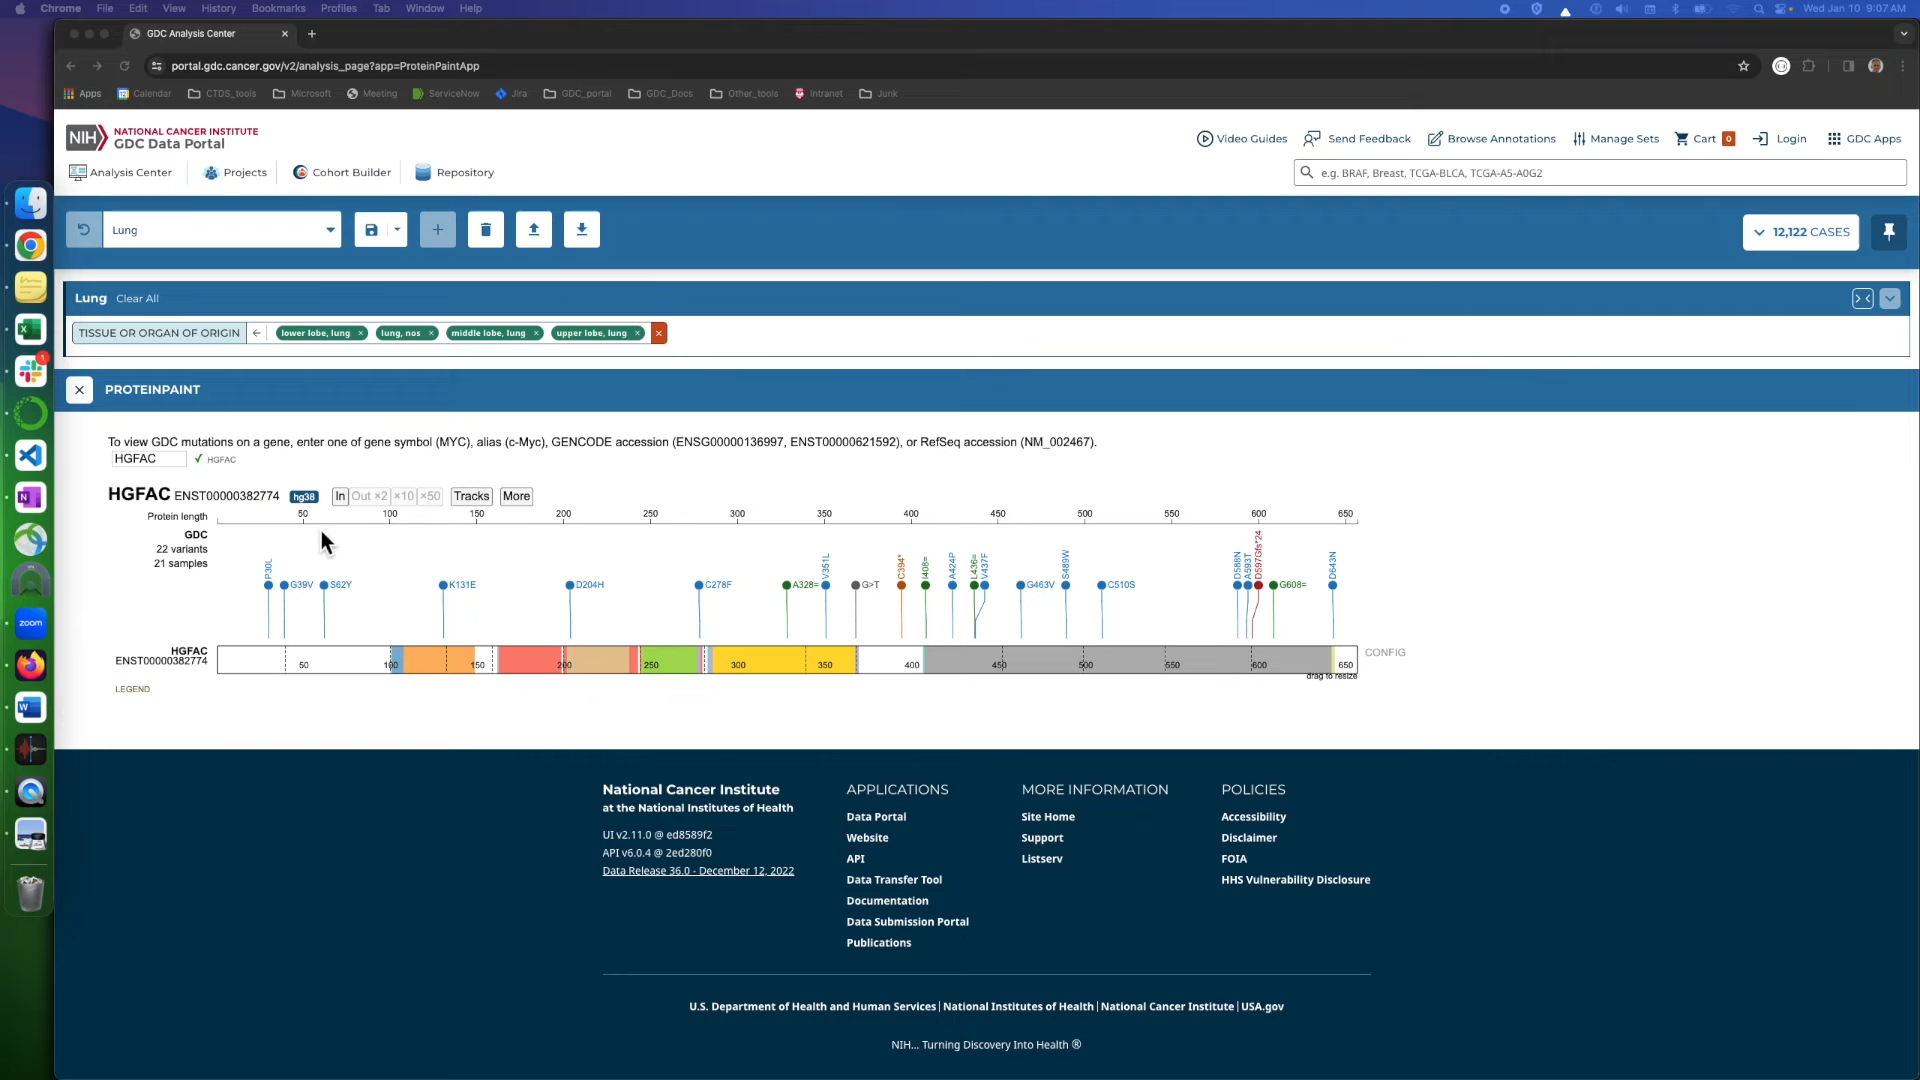 Chrome File Edit View History Bookmarks Profiles Tab Window Help Wed Jan 10 9:07 AM
GDC Analysis Center
portal.gdc.cancer.gov/v2/analysis_page?app=ProteinPaintApp
Apps Calendar CTDS_tools Microsoft Meeting ServiceNow Jira GDC_portal GDC_Docs Other_tools Intranet Junk
NIH NATIONAL CANCER INSTITUTE
GDC Data Portal
Video Guides Send Feedback Browse Annotations Manage Sets Cart 0 Login GDC Apps
Analysis Center Projects Cohort Builder Repository
e.g. BRAF, Breast, TCGA-BLCA, TCGA-A5-A0G2
Lung
12,122 CASES
Lung Clear All
TISSUE OR ORGAN OF ORIGIN lower lobe, lung lung, nos middle lobe, lung upper lobe, lung
PROTEINPAINT
To view GDC mutations on a gene, enter one of gene symbol (MYC), alias (c-Myc), GENCODE accession (ENSG00000136997, ENST00000621592), or RefSeq accession (NM_002467).
HGFAC ✓ HGFAC
HGFAC ENST00000382774 hg38 In Out ×2 ×10 ×50 Tracks More
Protein length 50 100 150 200 250 300 350 400 450 500 550 600 650
GDC
22 variants
21 samples
P30L G39V S62Y K131E D204H C278F A328= V351L G>T C394* I408= A424P L436= V437F G463V S489W C510S D588N A593T D597Gfs*24 G608= D643N
HGFAC
ENST00000382774
50 100 150 200 250 300 350 400 450 500 550 600 650
CONFIG
drag to resize
LEGEND
National Cancer Institute
at the National Institutes of Health
UI v2.11.0 @ ed8589f2
API v6.0.4 @ 2ed280f0
Data Release 36.0 - December 12, 2022
APPLICATIONS
Data Portal
Website
API
Data Transfer Tool
Documentation
Data Submission Portal
Publications
MORE INFORMATION
Site Home
Support
Listserv
POLICIES
Accessibility
Disclaimer
FOIA
HHS Vulnerability Disclosure
U.S. Department of Health and Human Services | National Institutes of Health | National Cancer Institute | USA.gov
NIH... Turning Discovery Into Health ®
zoom
1